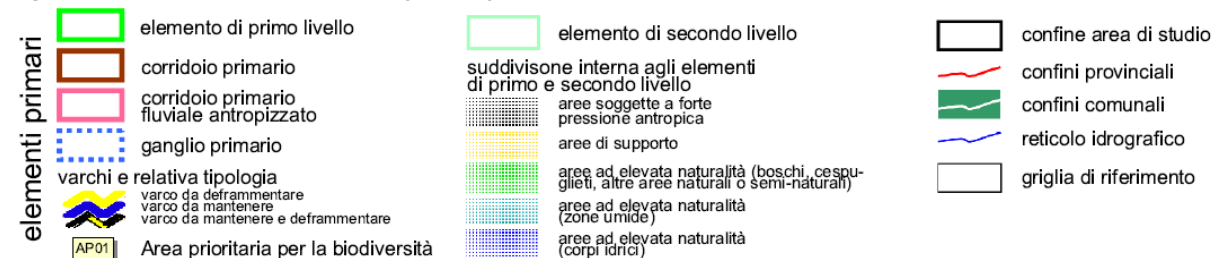 elementi primari
elemento di primo livello
corridoio primario
corridoio primario
fluviale antropizzato
ganglio primario
varchi e relativa tipologia
varco da deframmentare
varco da mantenere
varco da mantenere e deframmentare
AP01
Area prioritaria per la biodiversità
elemento di secondo livello
suddivisone interna agli elementi
di primo e secondo livello
aree soggette a forte
pressione antropica
aree di supporto
aree ad elevata naturalità (boschi, cespu-
glieti, altre aree naturali o semi-naturali)
aree ad elevata naturalità
(zone umide)
aree ad elevata naturalità
(corpi idrici)
confine area di studio
confini provinciali
confini comunali
reticolo idrografico
griglia di riferimento